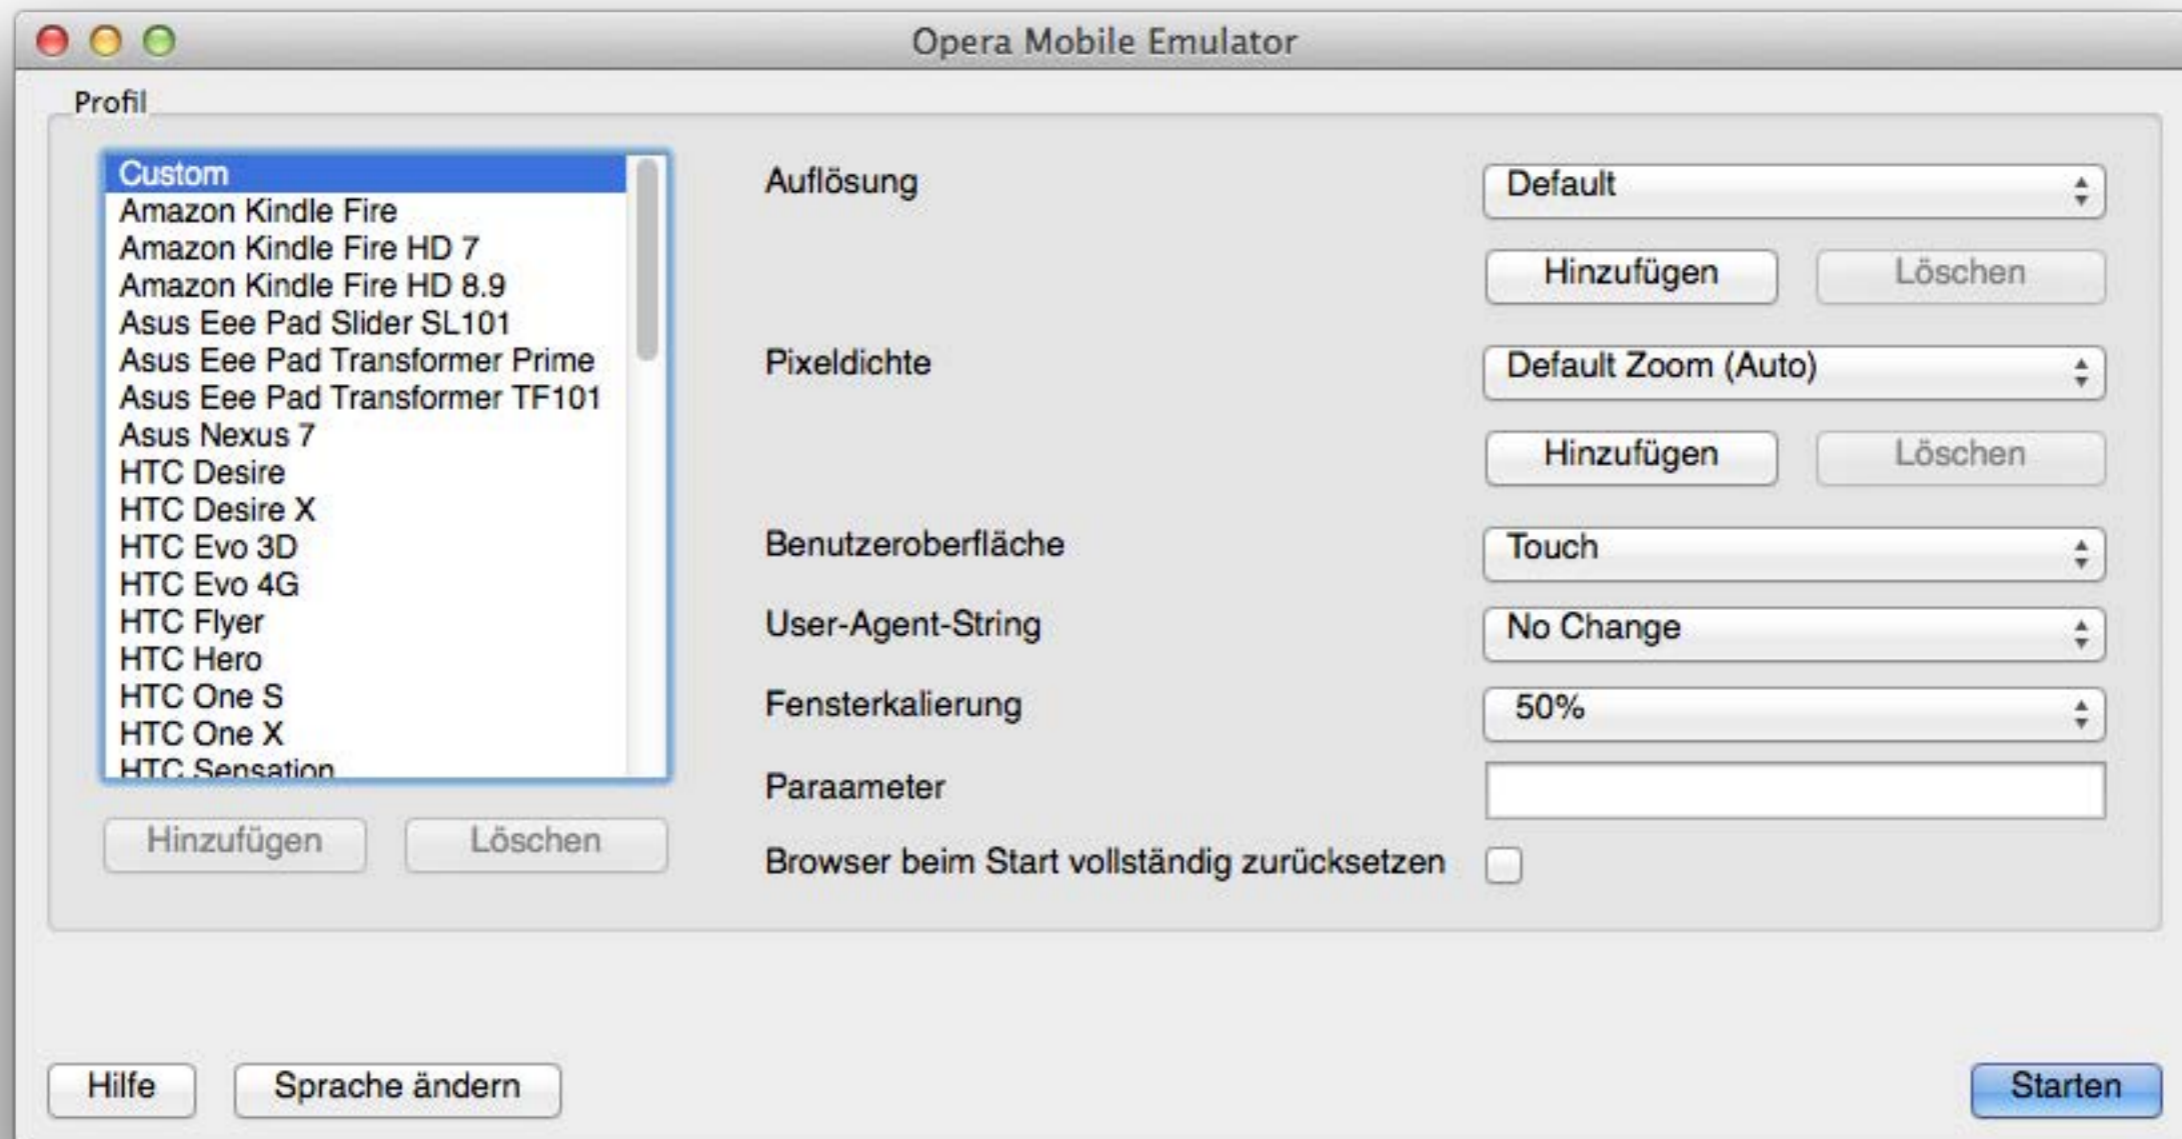 Opera Mobile Emulator
Profil
Custom
Amazon Kindle Fire
Amazon Kindle Fire HD 7
Amazon Kindle Fire HD 8.9
Asus Eee Pad Slider SL101
Asus Eee Pad Transformer Prime
Asus Eee Pad Transformer TF101
Asus Nexus 7
HTC Desire
HTC Desire X
HTC Evo 3D
HTC Evo 4G
HTC Flyer
HTC Hero
HTC One S
HTC One X
HTC Sensation
Hinzufügen Löschen
Auflösung Default
Hinzufügen Löschen
Pixeldichte Default Zoom (Auto)
Hinzufügen Löschen
Benutzeroberfläche Touch
User-Agent-String No Change
Fensterkalierung 50%
Paraameter
Browser beim Start vollständig zurücksetzen
Hilfe Sprache ändern Starten